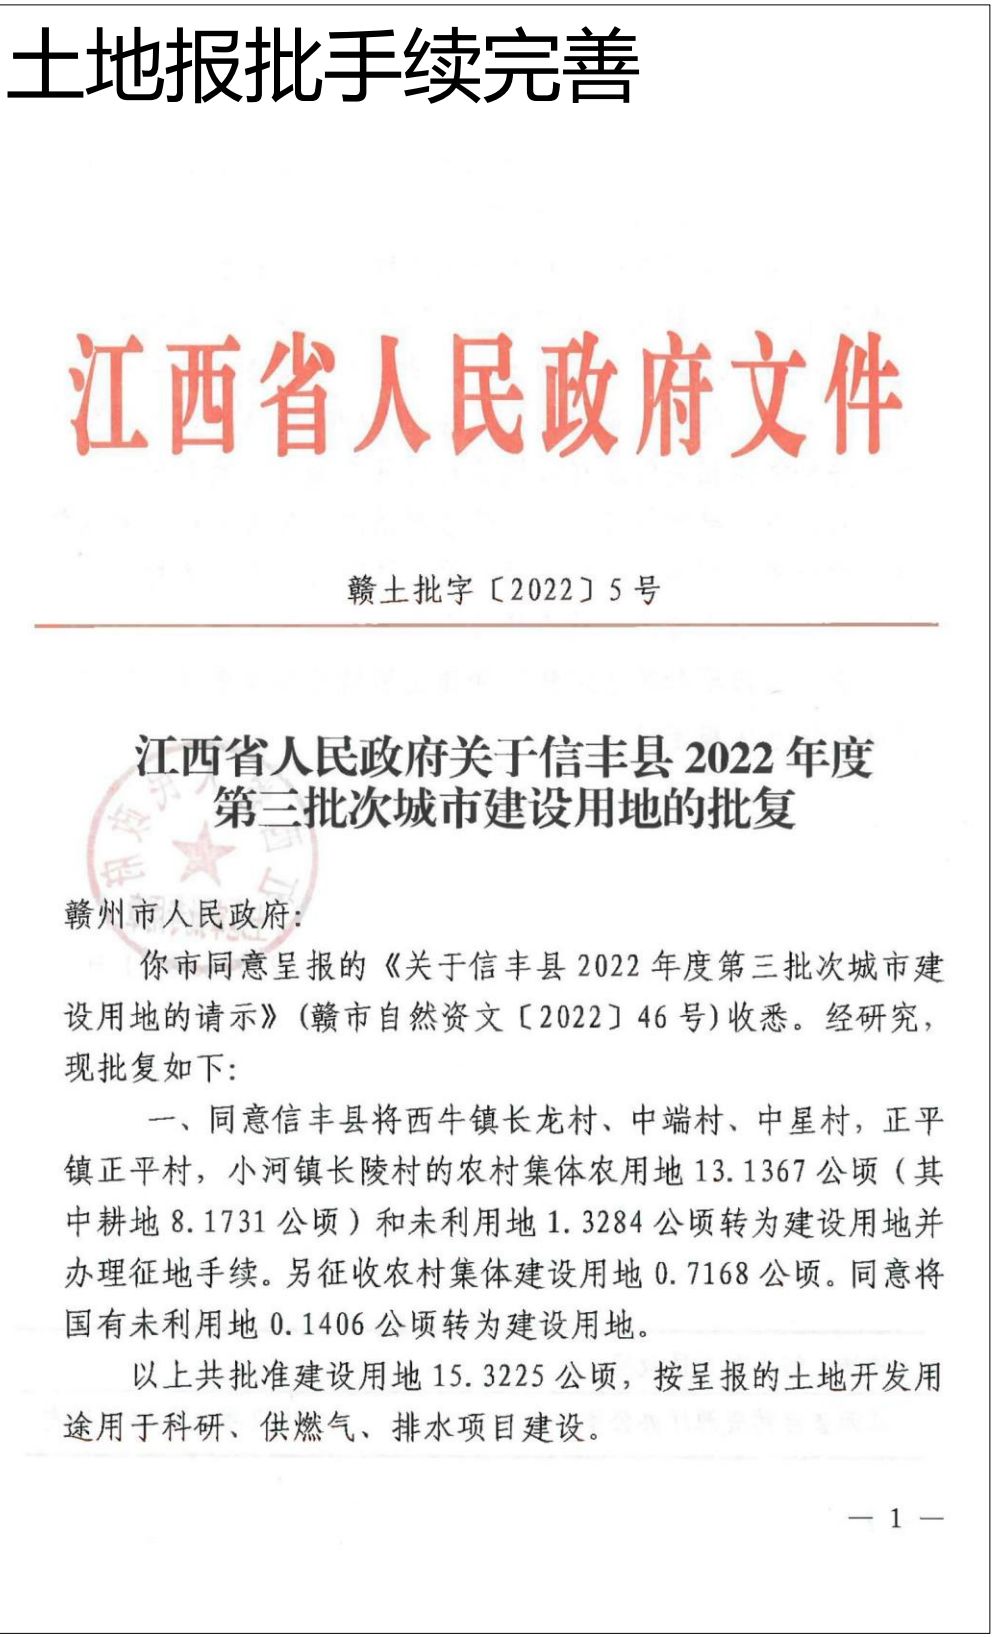 土地报批手续完善
江西省人民政府文件
赣土批字〔2022〕5号
江西省人民政府关于信丰县2022年度
第三批次城市建设用地的批复
赣州市人民政府:
你市同意呈报的《关于信丰县2022年度第三批次城市建
设用地的请示》(赣市自然资文〔2022〕46号)收悉。经研究,
现批复如下:
一、同意信丰县将西牛镇长龙村、中端村、中星村,正平
镇正平村,小河镇长陵村的农村集体农用地13.1367公顷(其
中耕地8.1731公顷)和未利用地1.3284公顷转为建设用地并
办理征地手续。另征收农村集体建设用地0.7168公顷。同意将
国有未利用地0.1406公顷转为建设用地。
以上共批准建设用地15.3225公顷,按呈报的土地开发用
途用于科研、供燃气、排水项目建设。
— 1 —